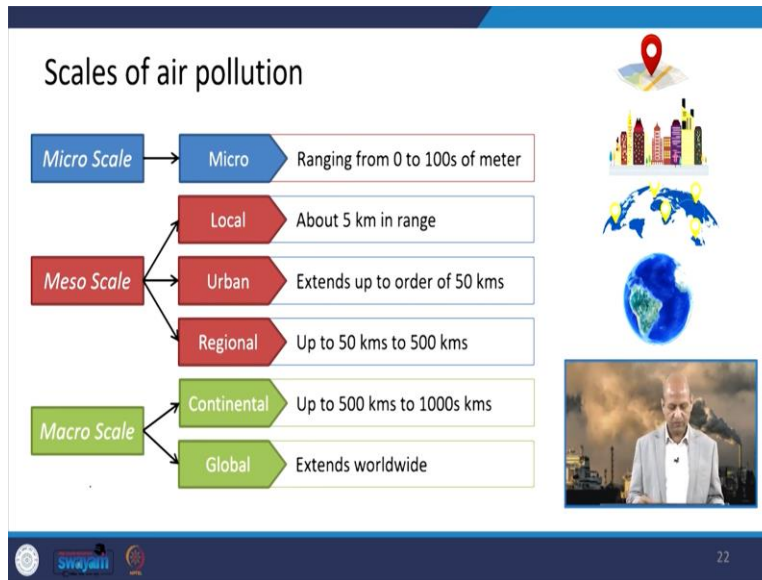 Scales of air pollution
Micro Scale
Micro
Ranging from 0 to 100s of meter
Meso Scale
Local
About 5 km in range
Urban
Extends up to order of 50 kms
Regional
Up to 50 kms to 500 kms
Macro Scale
Continental
Up to 500 kms to 1000s kms
Global
Extends worldwide
swayam
22